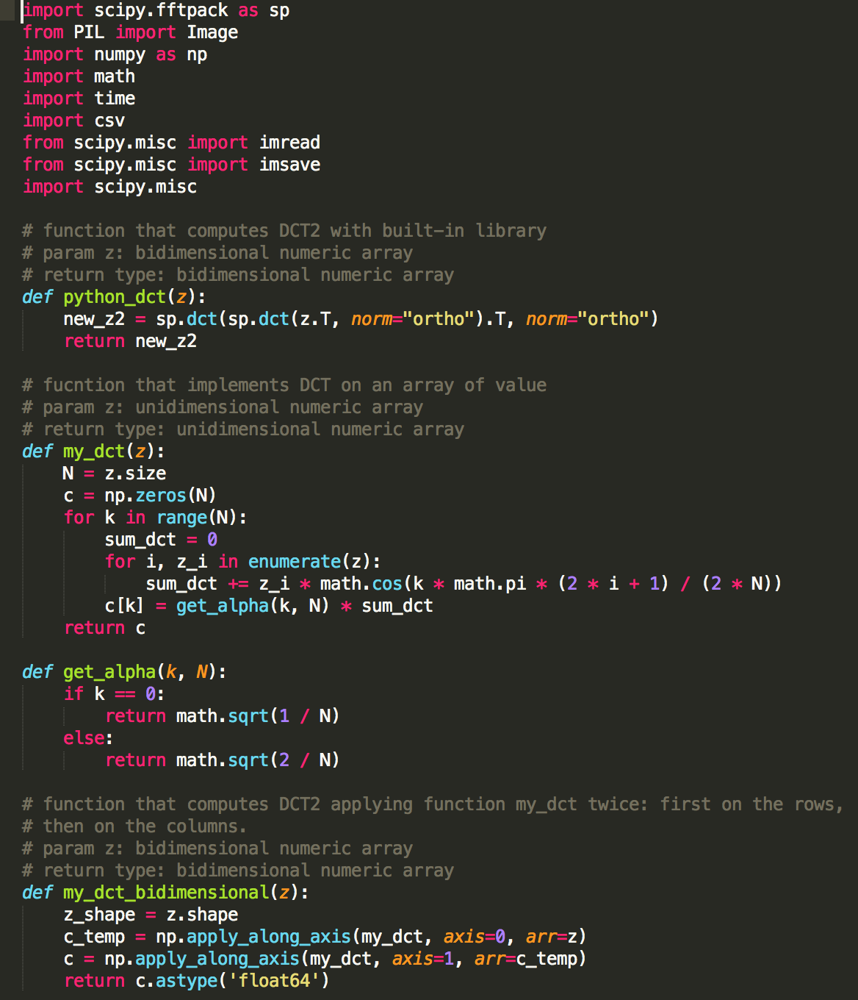 import scipy.fftpack as sp
from PIL import Image
import numpy as np
import math
import time
import csv
from scipy.misc import imread
from scipy.misc import imsave
import scipy.misc

# function that computes DCT2 with built-in library
# param z: bidimensional numeric array
# return type: bidimensional numeric array
def python_dct(z):
    new_z2 = sp.dct(sp.dct(z.T, norm="ortho").T, norm="ortho")
    return new_z2

# fucntion that implements DCT on an array of value
# param z: unidimensional numeric array
# return type: unidimensional numeric array
def my_dct(z):
    N = z.size
    c = np.zeros(N)
    for k in range(N):
        sum_dct = 0
        for i, z_i in enumerate(z):
            sum_dct += z_i * math.cos(k * math.pi * (2 * i + 1) / (2 * N))
        c[k] = get_alpha(k, N) * sum_dct
    return c

def get_alpha(k, N):
    if k == 0:
        return math.sqrt(1 / N)
    else:
        return math.sqrt(2 / N)

# function that computes DCT2 applying function my_dct twice: first on the rows,
# then on the columns.
# param z: bidimensional numeric array
# return type: bidimensional numeric array
def my_dct_bidimensional(z):
    z_shape = z.shape
    c_temp = np.apply_along_axis(my_dct, axis=0, arr=z)
    c = np.apply_along_axis(my_dct, axis=1, arr=c_temp)
    return c.astype('float64')